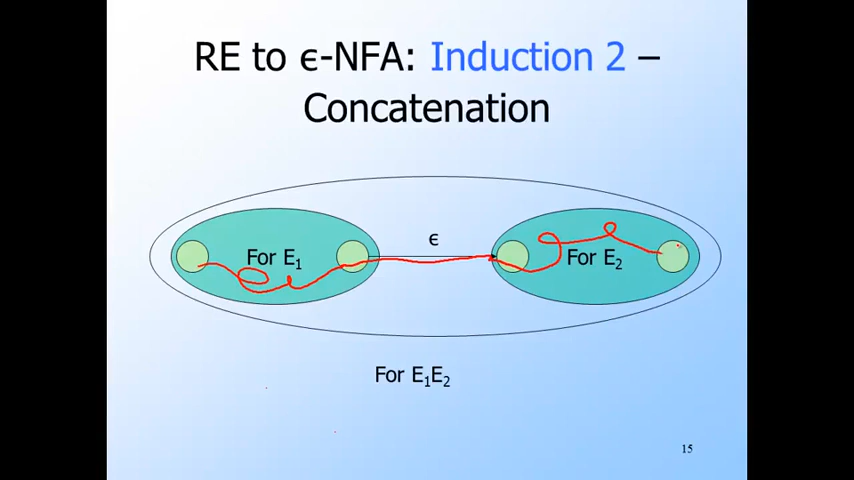 RE to ϵ-NFA: Induction 2 –
Concatenation
ϵ
For E₁
For E₂
For E₁E₂
15